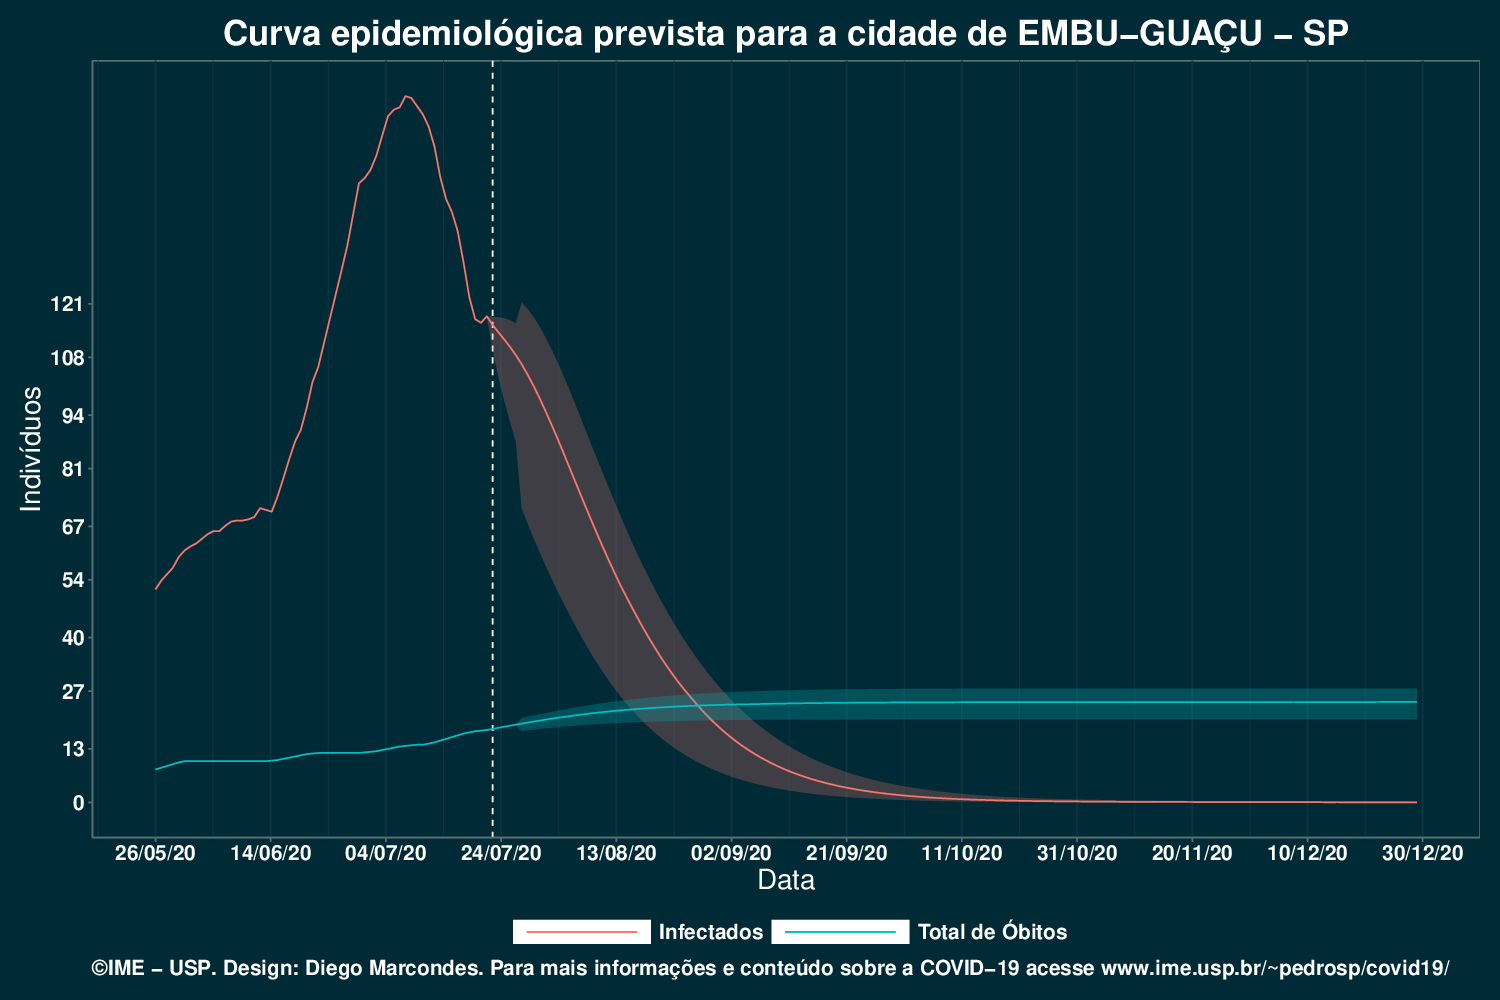 Curva epidemiológica prevista para a cidade de EMBU−GUAÇU − SP
121
108
94
81
67
54
40
27
13
0
Indivíduos
26/05/20 14/06/20 04/07/20 24/07/20 13/08/20 02/09/20 21/09/20 11/10/20 31/10/20 20/11/20 10/12/20 30/12/20
Data
Infectados Total de Óbitos
©IME − USP. Design: Diego Marcondes. Para mais informações e conteúdo sobre a COVID−19 acesse www.ime.usp.br/~pedrosp/covid19/